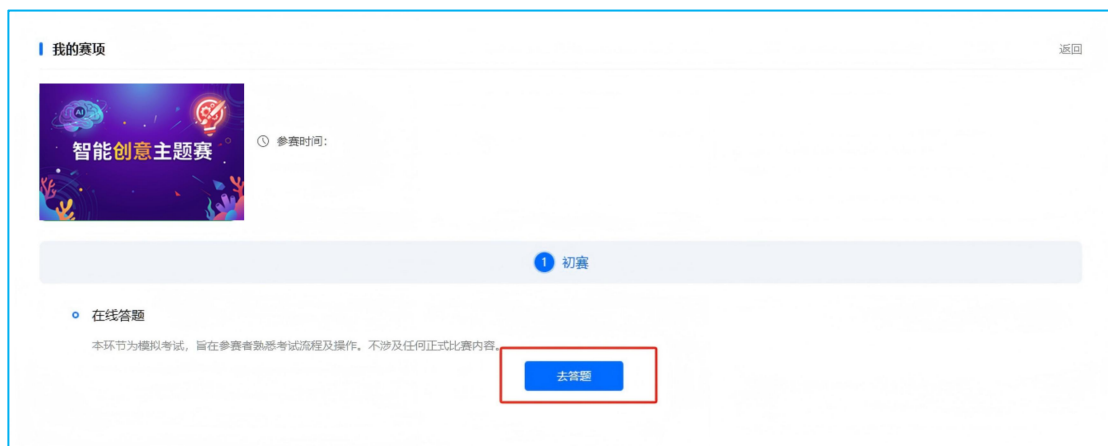 我的赛项
返回
AI
智能创意主题赛
参赛时间：
1 初赛
在线答题
本环节为模拟考试，旨在参赛者熟悉考试流程及操作。不涉及任何正式比赛内容。
去答题